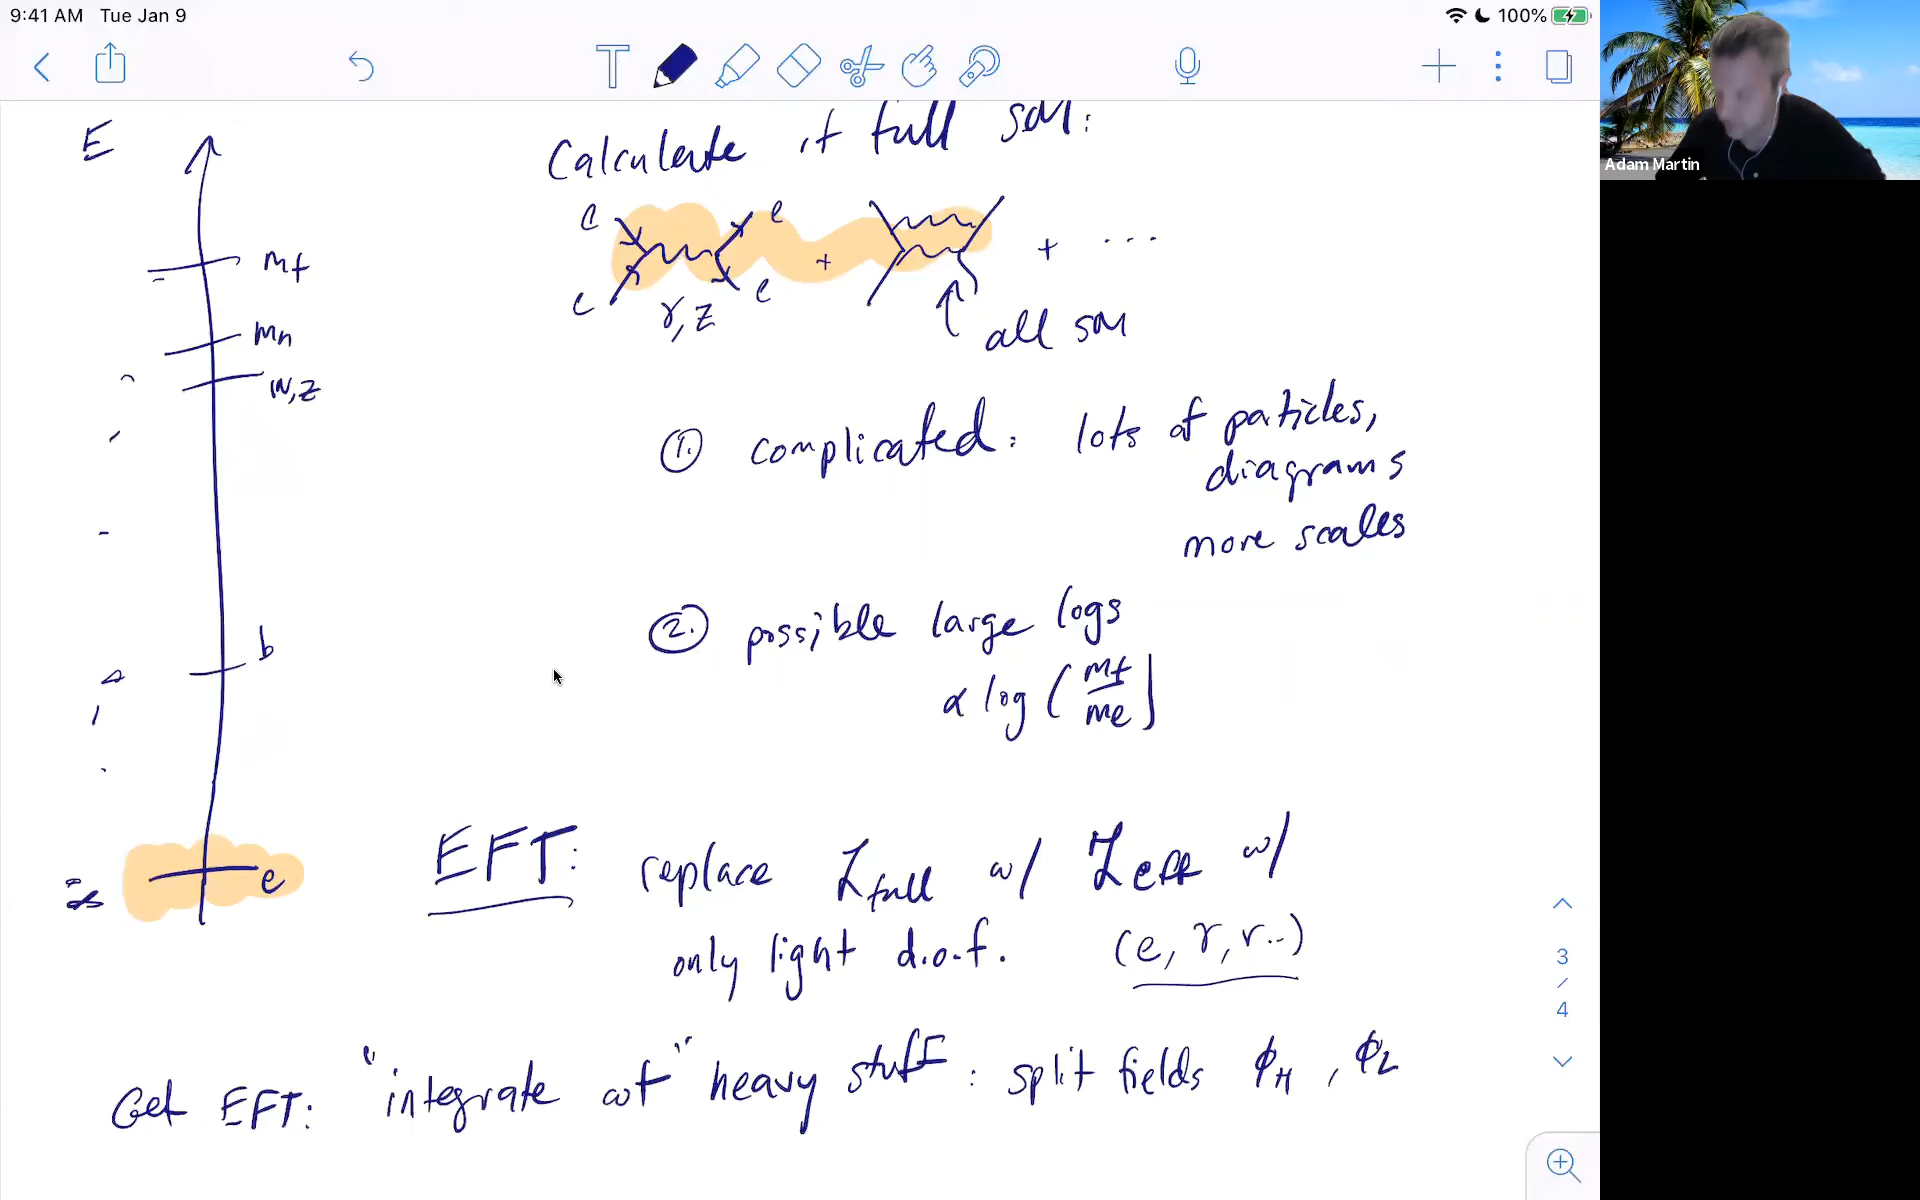 9:41 AM Tue Jan 9
100%
Adam Martin
E
mt
mh
W,Z
b
e
Calculate it full SM:
e e + + ...
e γ,Z e
all SM
1. complicated: lots of particles,
diagrams
more scales
2. possible large logs
α log (mt/me)
EFT: replace L full w/ L eff w/
only light d.o.f. (e, γ, ν..)
Get EFT: "integrate out" heavy stuff: split fields ϕH, ϕL
3
/
4